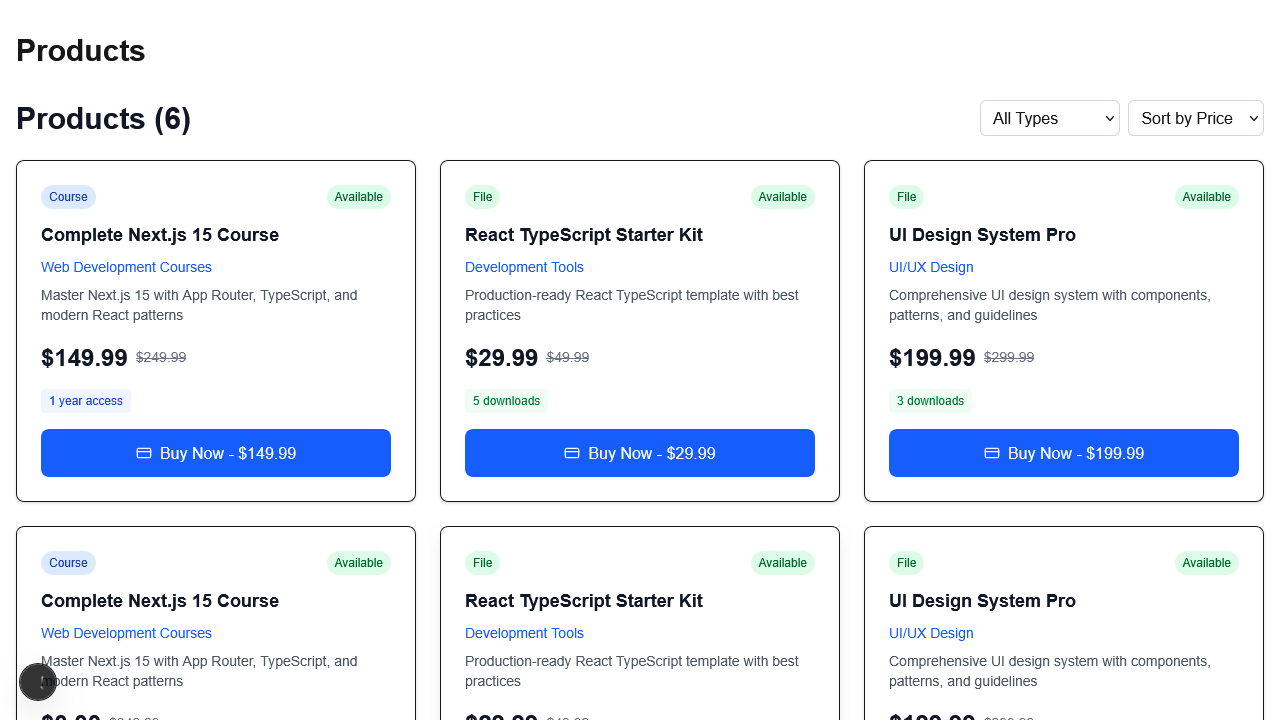 Products
Products (6)
All Types
Sort by Price
Course
Available
Complete Next.js 15 Course
Web Development Courses
Master Next.js 15 with App Router, TypeScript, and
modern React patterns
$149.99 $249.99
1 year access
Buy Now - $149.99
File
Available
React TypeScript Starter Kit
Development Tools
Production-ready React TypeScript template with best
practices
$29.99 $49.99
5 downloads
Buy Now - $29.99
File
Available
UI Design System Pro
UI/UX Design
Comprehensive UI design system with components,
patterns, and guidelines
$199.99 $299.99
3 downloads
Buy Now - $199.99
Course
Available
Complete Next.js 15 Course
Web Development Courses
Master Next.js 15 with App Router, TypeScript, and
modern React patterns
File
Available
React TypeScript Starter Kit
Development Tools
Production-ready React TypeScript template with best
practices
File
Available
UI Design System Pro
UI/UX Design
Comprehensive UI design system with components,
patterns, and guidelines